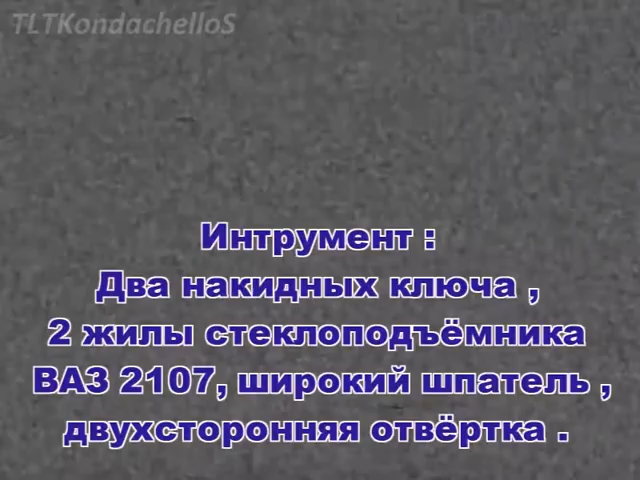 TLTKondachelloS
Интрумент :
Два накидных ключа ,
2 жилы стеклоподъёмника
ВАЗ 2107, широкий шпатель ,
двухсторонняя отвёртка .